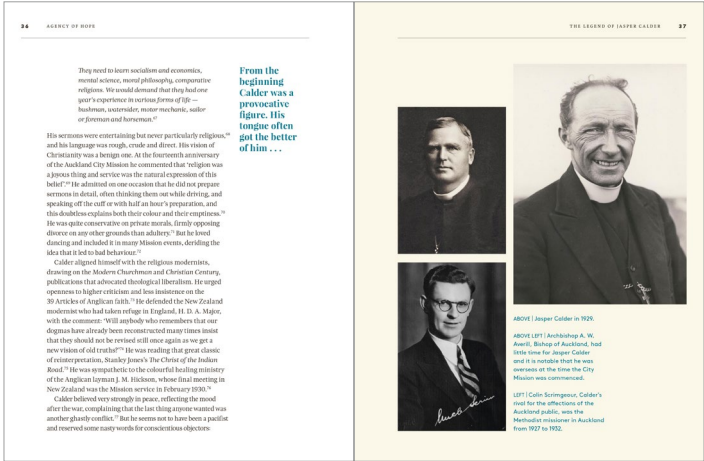 36 AGENCY OF HOPE
They need to learn socialism and economics,
mental science, moral philosophy, comparative
religions. We would demand that they had one
year's experience in various forms of life —
bushman, watersider, motor mechanic, sailor
or foreman and horseman.⁶⁷
His sermons were entertaining but never particularly religious,⁶⁸
and his language was rough, crude and direct. His vision of
Christianity was a benign one. At the fourteenth anniversary
of the Auckland City Mission he commented that 'religion was
a joyous thing and service was the natural expression of this
belief'.⁶⁹ He admitted on one occasion that he did not prepare
sermons in detail, often thinking them out while driving, and
speaking off the cuff or with half an hour's preparation, and
this doubtless explains both their colour and their emptiness.⁷⁰
He was quite conservative on private morals, firmly opposing
divorce on any other grounds than adultery.⁷¹ But he loved
dancing and included it in many Mission events, deriding the
idea that it led to bad behaviour.⁷²
Calder aligned himself with the religious modernists,
drawing on the Modern Churchman and Christian Century,
publications that advocated theological liberalism. He urged
openness to higher criticism and less insistence on the
39 Articles of Anglican faith.⁷³ He defended the New Zealand
modernist who had taken refuge in England, H. D. A. Major,
with the comment: 'Will anybody who remembers that our
dogmas have already been reconstructed many times insist
that they should not be revised still once again as we get a
new vision of old truths?'⁷⁴ He was reading that great classic
of reinterpretation, Stanley Jones's The Christ of the Indian
Road.⁷⁵ He was sympathetic to the colourful healing ministry
of the Anglican layman J. M. Hickson, whose final meeting in
New Zealand was the Mission service in February 1930.⁷⁶
Calder believed very strongly in peace, reflecting the mood
after the war, complaining that the last thing anyone wanted was
another ghastly conflict.⁷⁷ But he seems not to have been a pacifist
and reserved some nasty words for conscientious objectors:
From the
beginning
Calder was a
provocative
figure. His
tongue often
got the better
of him . . .
THE LEGEND OF JASPER CALDER 37
ABOVE | Jasper Calder in 1929.
ABOVE LEFT | Archbishop A. W.
Averill, Bishop of Auckland, had
little time for Jasper Calder
and it is notable that he was
overseas at the time the City
Mission was commenced.
LEFT | Colin Scrimgeour, Calder's
rival for the affections of the
Auckland public, was the
Methodist missioner in Auckland
from 1927 to 1932.